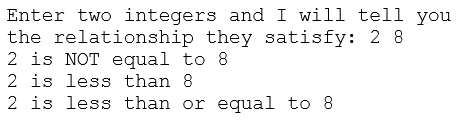 Enter two integers and I will tell you
the relationship they satisfy: 2 8
2 is NOT equal to 8
2 is less than 8
2 is less than or equal to 8